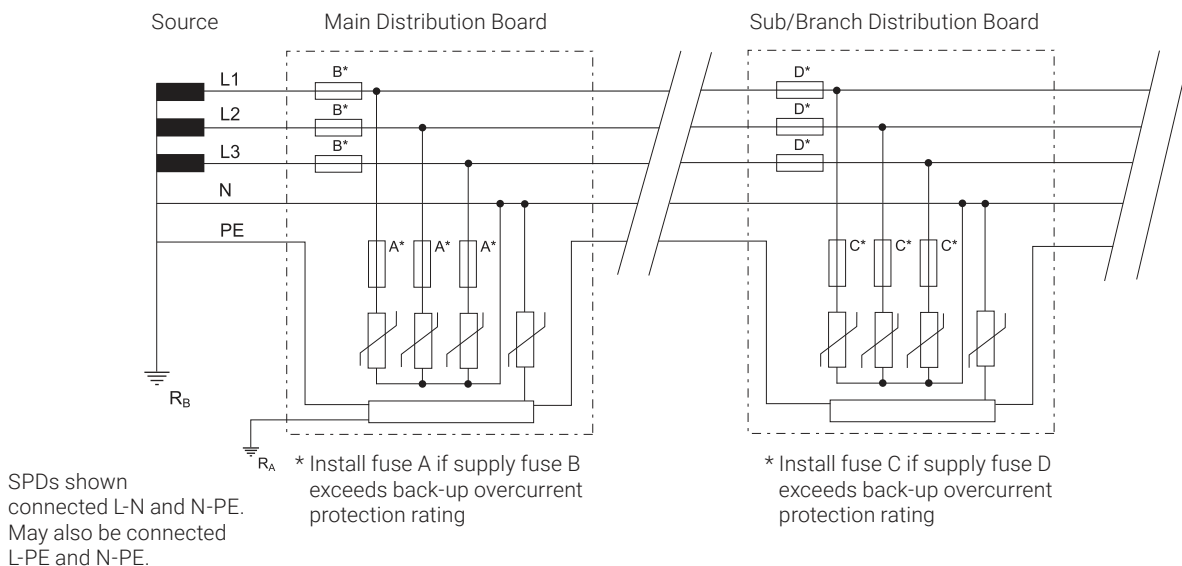 Source
Main Distribution Board
Sub/Branch Distribution Board
L1
B*
D*
L2
B*
D*
L3
B*
D*
N
PE
A*
A*
A*
C*
C*
C*
RB
RA
* Install fuse A if supply fuse B
exceeds back-up overcurrent
protection rating
* Install fuse C if supply fuse D
exceeds back-up overcurrent
protection rating
SPDs shown
connected L-N and N-PE.
May also be connected
L-PE and N-PE.